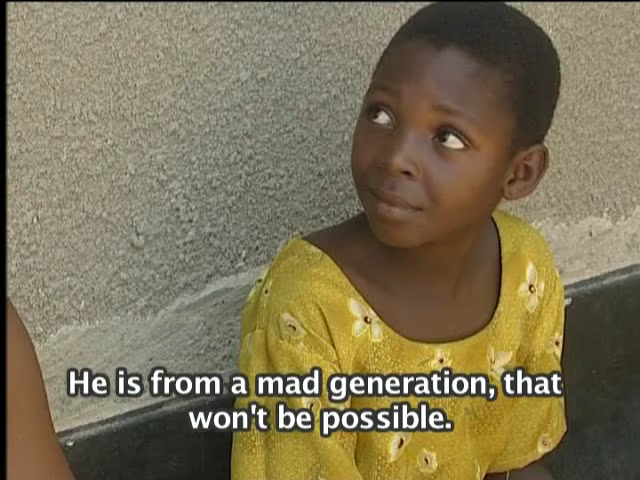 He is from a mad generation, that
won't be possible.